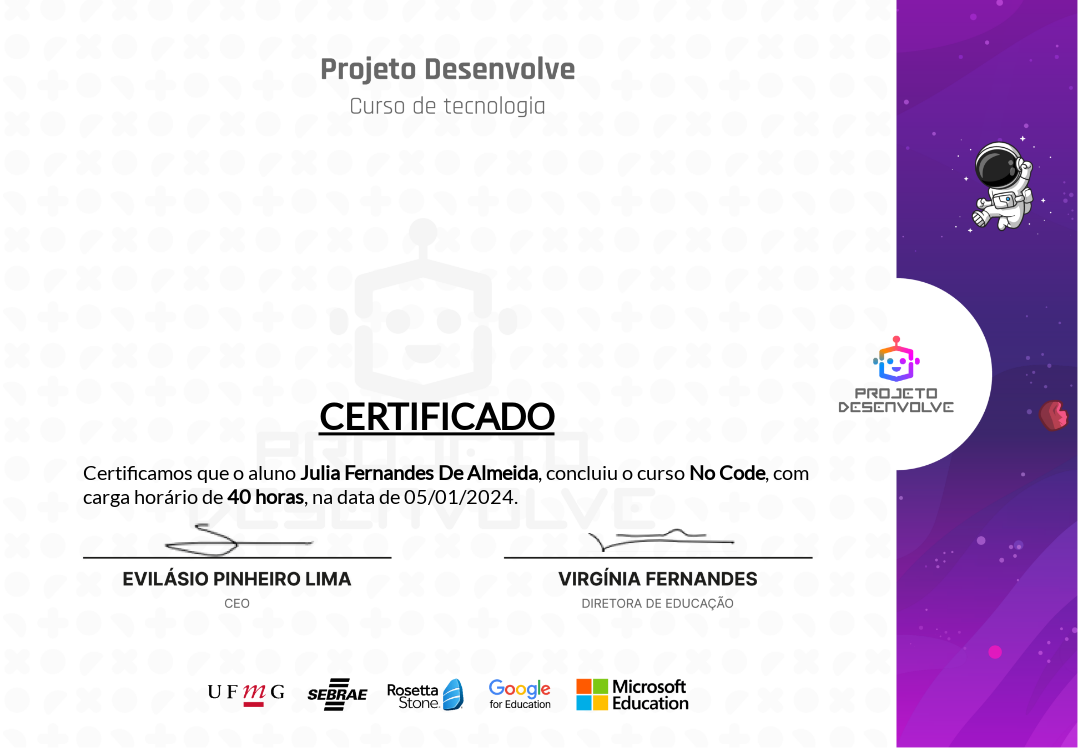 Projeto Desenvolve
Curso de tecnologia
PROJETO
DESENVOLVE
CERTIFICADO
PROJETO
DESENVOLVE
Certificamos que o aluno Julia Fernandes De Almeida, concluiu o curso No Code, com
carga horário de 40 horas, na data de 05/01/2024.
EVILÁSIO PINHEIRO LIMA
CEO
VIRGÍNIA FERNANDES
DIRETORA DE EDUCAÇÃO
UFmG
SEBRAE
Rosetta
Stone
Google
for Education
Microsoft
Education